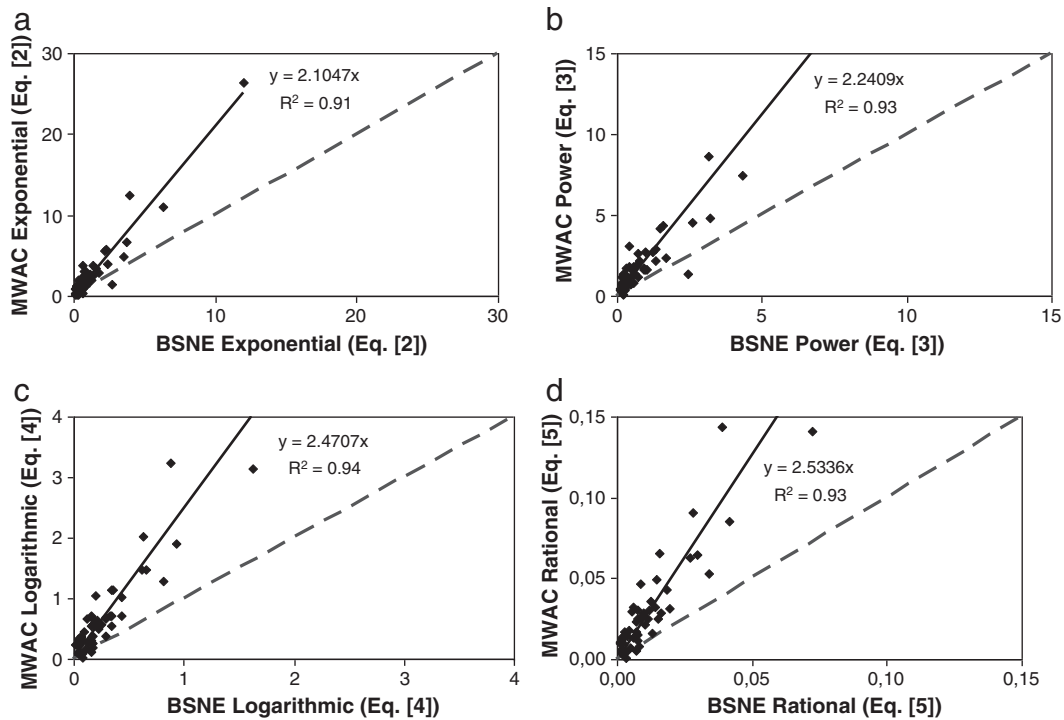 a
MWAC Exponential (Eq. [2])
30
20
10
0
y = 2.1047x
R² = 0.91
0
10
20
30
BSNE Exponential (Eq. [2])
b
MWAC Power (Eq. [3])
15
10
5
0
y = 2.2409x
R² = 0.93
0
5
10
15
BSNE Power (Eq. [3])
c
MWAC Logarithmic (Eq. [4])
4
3
2
1
0
y = 2.4707x
R² = 0.94
0
1
2
3
4
BSNE Logarithmic (Eq. [4])
d
MWAC Rational (Eq. [5])
0,15
0,10
0,05
0,00
y = 2.5336x
R² = 0.93
0,00
0,05
0,10
0,15
BSNE Rational (Eq. [5])